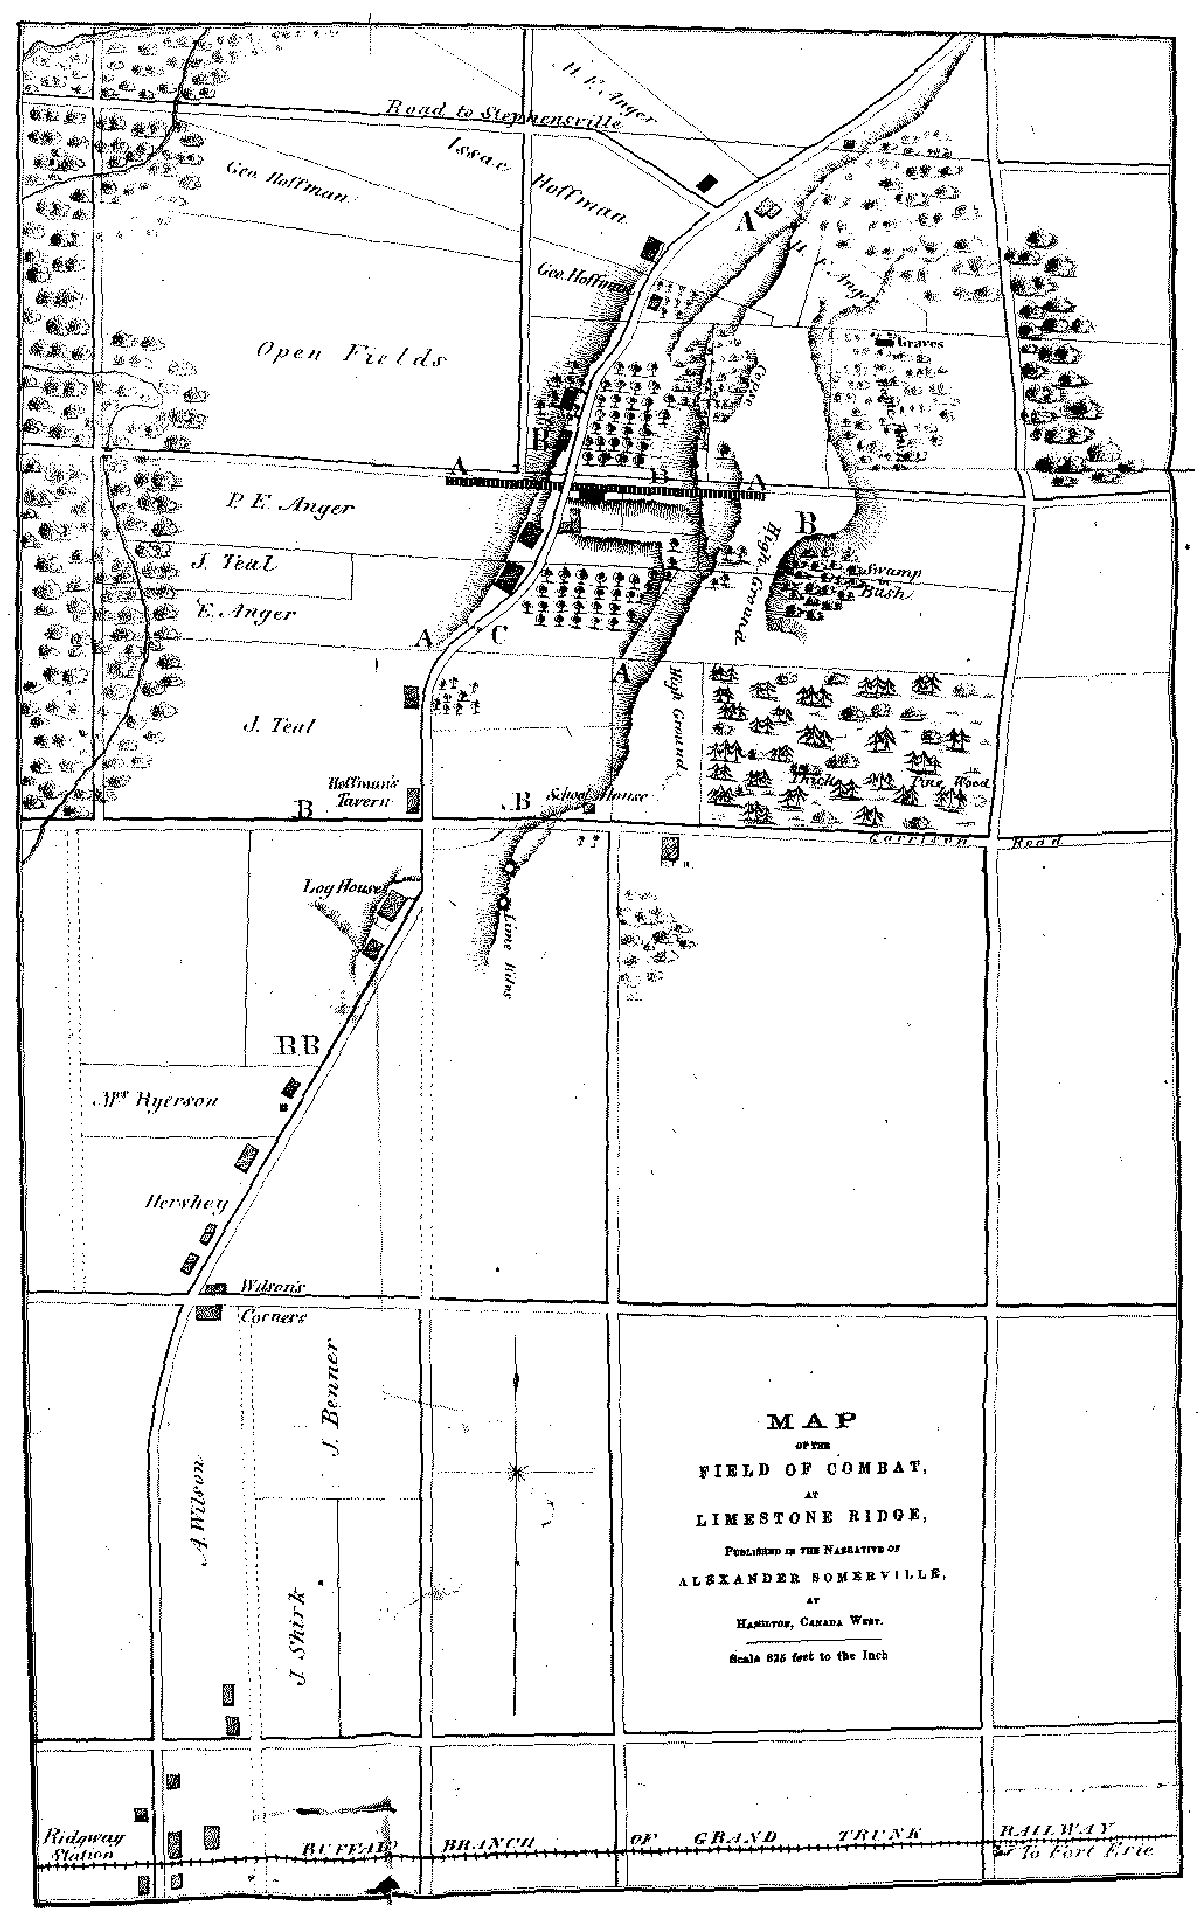 H. E. Anger
Road to Stephensville
Issac Hoffman
Geo. Hoffman
A
Geo. Hoffman
Graves
Open Fields
B
A
B
A
P. E. Anger
B
High Ground
J. Teal
Swamp
in
Bush
E. Anger
A
C
A
High Ground
J. Teal
Thick Pine Wood
Hoffman's
Tavern
B
B
School House
Garrison Road
Log House
Lime Kilns
B B
Mrs Ryerson
Hershey
Wilson's
Corners
J. Benner
A. Wilson
J. Shirk
MAP
OF THE
FIELD OF COMBAT,
AT
LIMESTONE RIDGE,
PUBLISHED IN THE NARRATIVE OF
ALEXANDER SOMERVILLE,
AT
HAMILTON, CANADA WEST.
Scale 625 feet to the Inch
Ridgway
Station
BUFFALO BRANCH OF GRAND TRUNK RAILWAY
To Fort Erie